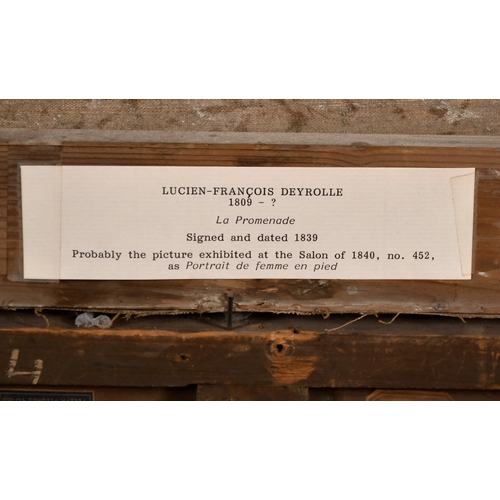 LUCIEN-FRANÇOIS DEYROLLE
1809 - ?
La Promenade
Signed and dated 1839
Probably the picture exhibited at the Salon of 1840, no. 452,
as Portrait de femme en pied
4